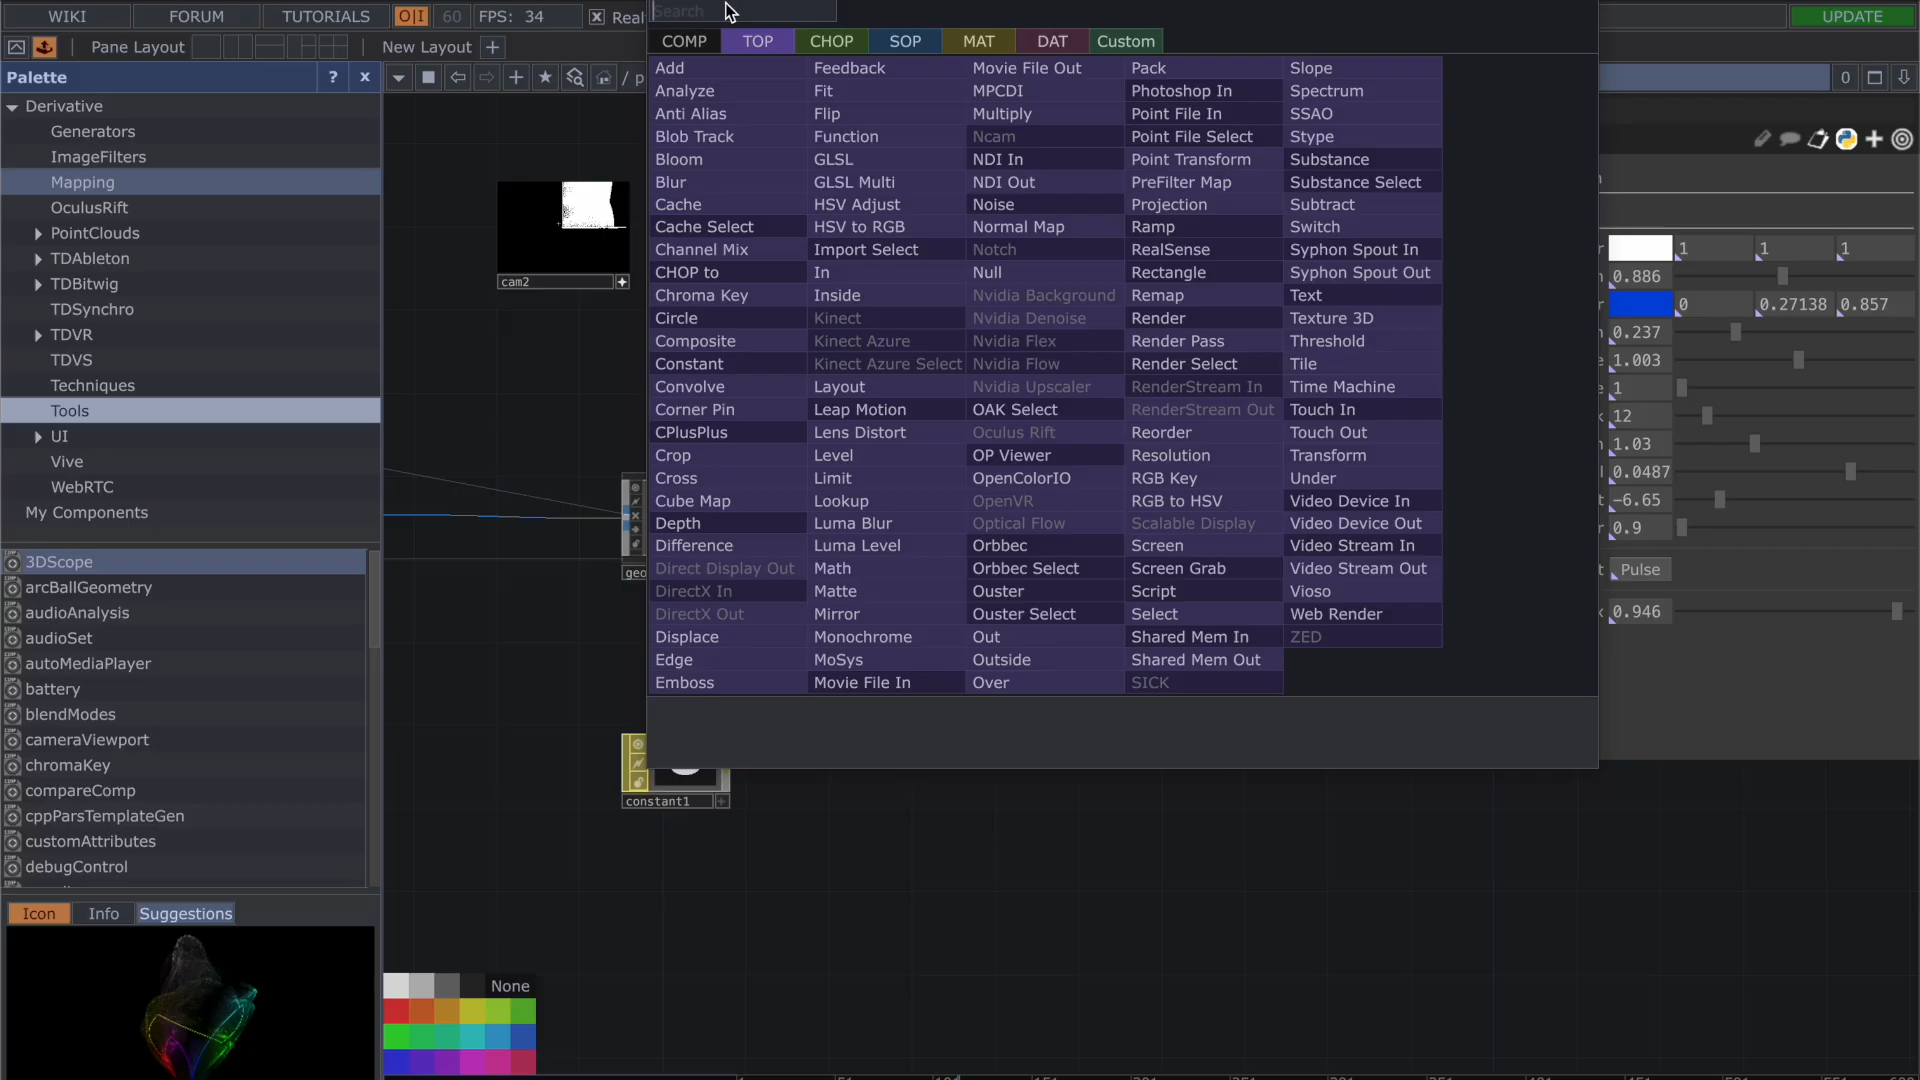 WIKI FORUM TUTORIALS O|I 60 FPS: 34 Real Search UPDATE
Pane Layout New Layout +
COMP TOP CHOP SOP MAT DAT Custom
Palette ? x / p 0
Derivative
Generators
ImageFilters
Mapping
OculusRift
PointClouds
TDAbleton
TDBitwig
TDSynchro
TDVR
TDVS
Techniques
Tools
UI
Vive
WebRTC
My Components
3DScope
arcBallGeometry
audioAnalysis
audioSet
autoMediaPlayer
battery
blendModes
cameraViewport
chromaKey
compareComp
cppParsTemplateGen
customAttributes
debugControl
Icon Info Suggestions
cam2
geo
constant1
None
Add
Analyze
Anti Alias
Blob Track
Bloom
Blur
Cache
Cache Select
Channel Mix
CHOP to
Chroma Key
Circle
Composite
Constant
Convolve
Corner Pin
CPlusPlus
Crop
Cross
Cube Map
Depth
Difference
Direct Display Out
DirectX In
DirectX Out
Displace
Edge
Emboss
Feedback
Fit
Flip
Function
GLSL
GLSL Multi
HSV Adjust
HSV to RGB
Import Select
In
Inside
Kinect
Kinect Azure
Kinect Azure Select
Layout
Leap Motion
Lens Distort
Level
Limit
Lookup
Luma Blur
Luma Level
Math
Matte
Mirror
Monochrome
MoSys
Movie File In
Movie File Out
MPCDI
Multiply
Ncam
NDI In
NDI Out
Noise
Normal Map
Notch
Null
Nvidia Background
Nvidia Denoise
Nvidia Flex
Nvidia Flow
Nvidia Upscaler
OAK Select
Oculus Rift
OP Viewer
OpenColorIO
OpenVR
Optical Flow
Orbbec
Orbbec Select
Ouster
Ouster Select
Out
Outside
Over
Pack
Photoshop In
Point File In
Point File Select
Point Transform
PreFilter Map
Projection
Ramp
RealSense
Rectangle
Remap
Render
Render Pass
Render Select
RenderStream In
RenderStream Out
Reorder
Resolution
RGB Key
RGB to HSV
Scalable Display
Screen
Screen Grab
Script
Select
Shared Mem In
Shared Mem Out
SICK
Slope
Spectrum
SSAO
Stype
Substance
Substance Select
Subtract
Switch
Syphon Spout In
Syphon Spout Out
Text
Texture 3D
Threshold
Tile
Time Machine
Touch In
Touch Out
Transform
Under
Video Device In
Video Device Out
Video Stream In
Video Stream Out
Vioso
Web Render
ZED
1 1 1
0.886
0 0.27138 0.857
0.237
1.003
1
12
1.03
0.0487
-6.65
0.9
Pulse
0.946